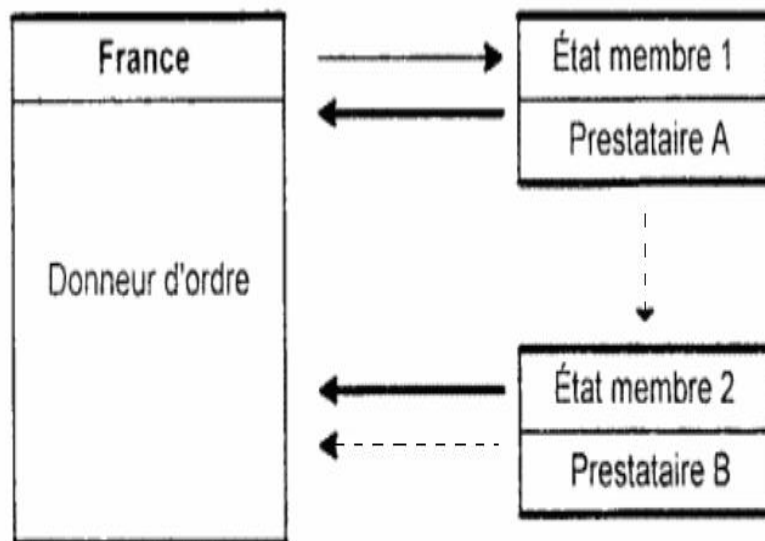 France
Donneur d'ordre
État membre 1
Prestataire A
État membre 2
Prestataire B